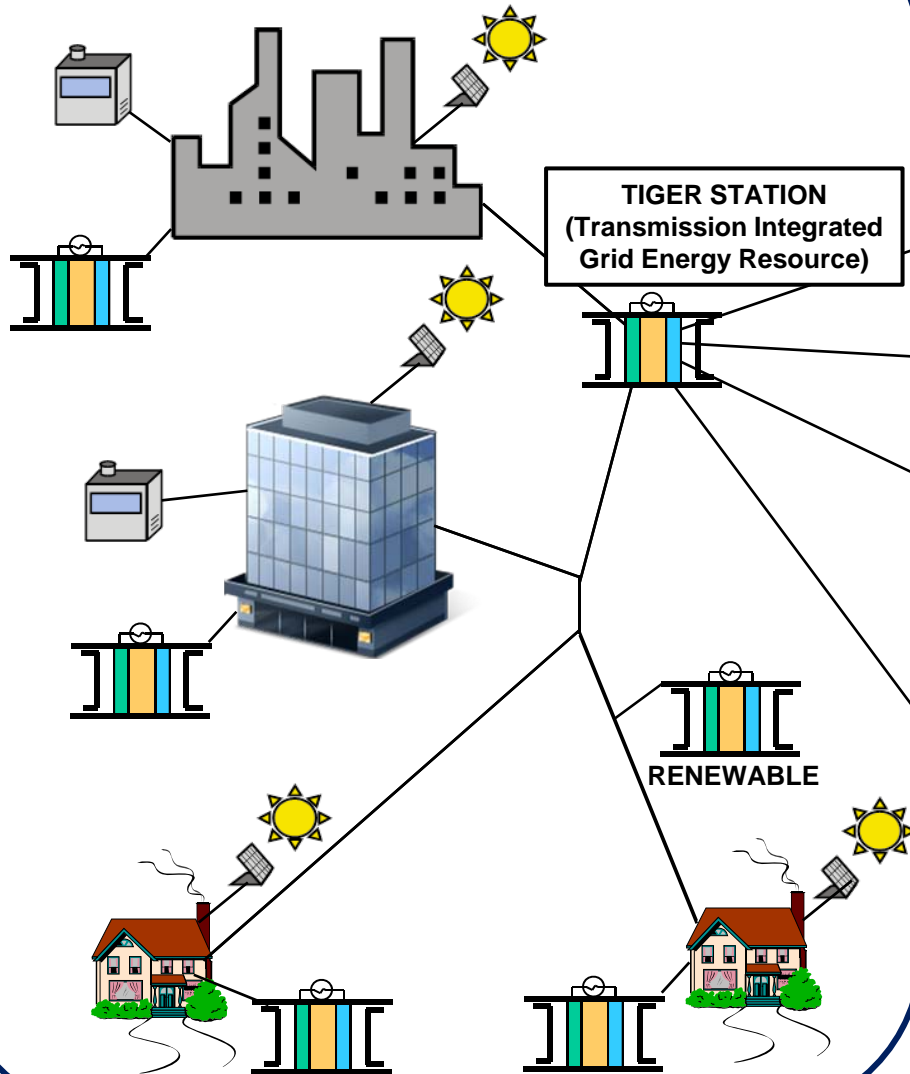 TIGER STATION
(Transmission Integrated
Grid Energy Resource)
RENEWABLE